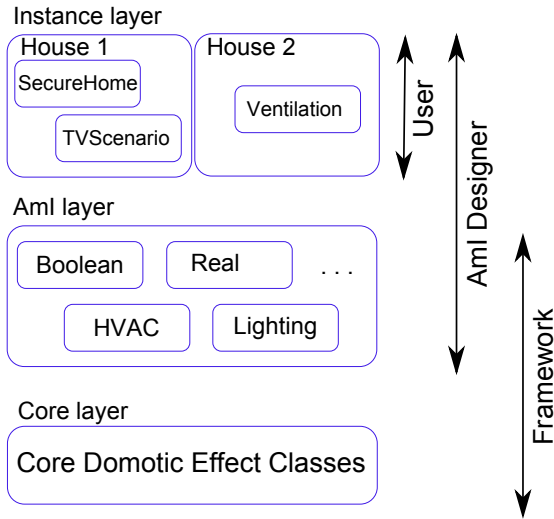 Instance layer
House 1
House 2
SecureHome
TVScenario
Ventilation
User
AmI Designer
AmI layer
Boolean
Real
. . .
HVAC
Lighting
Framework
Core layer
Core Domotic Effect Classes